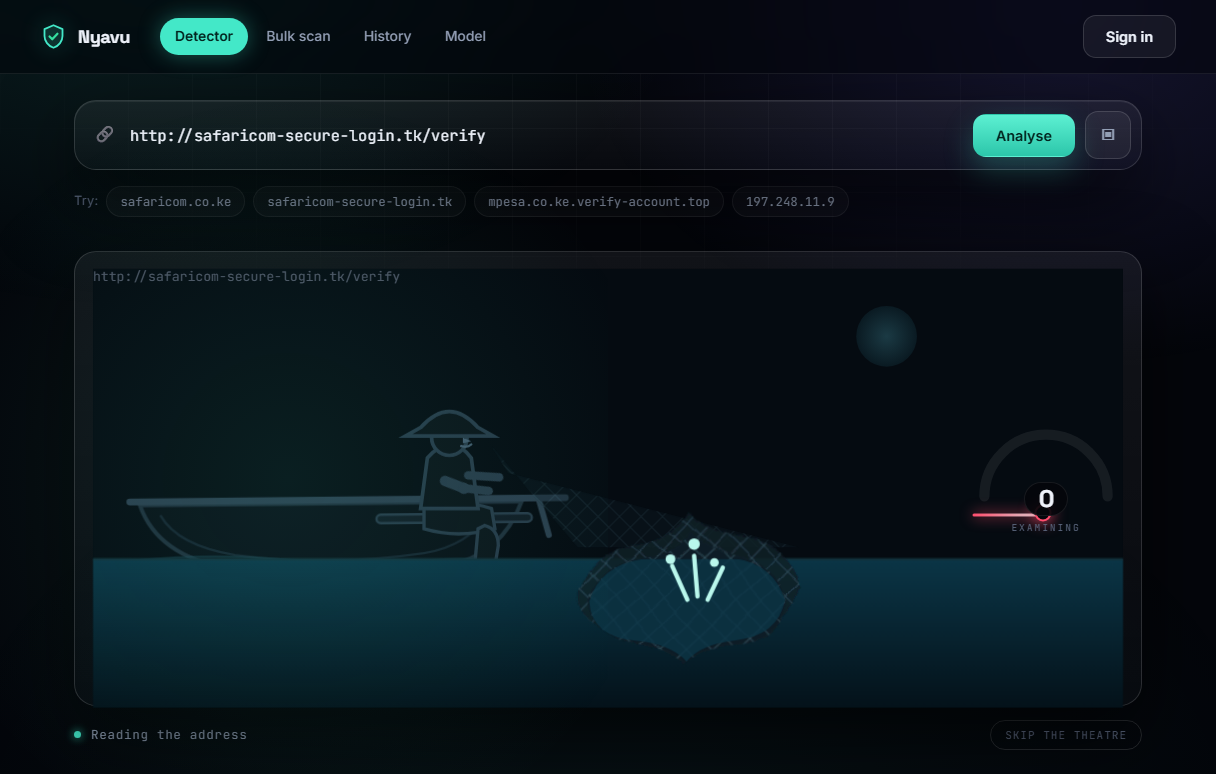 Nyavu
Detector
Bulk scan
History
Model
Sign in
http://safaricom-secure-login.tk/verify
Analyse
Try:
safaricom.co.ke
safaricom-secure-login.tk
mpesa.co.ke.verify-account.top
197.248.11.9
http://safaricom-secure-login.tk/verify
0
EXAMINING
Reading the address
SKIP THE THEATRE